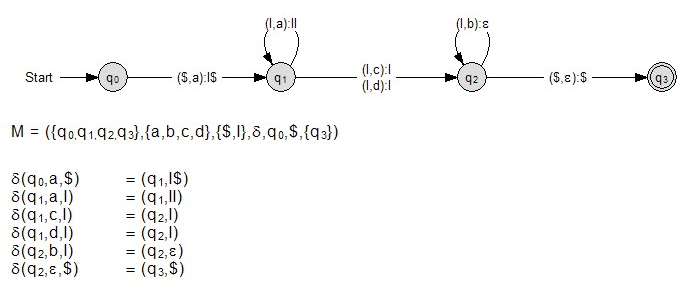 (I,a):II (I,b):ε
Start q₀ ($,a):I$ q₁ (I,c):I q₂ ($,ε):$ q₃
(I,d):I
M = ({q₀,q₁,q₂,q₃},{a,b,c,d},{$,I},δ,q₀,$,{q₃})
δ(q₀,a,$) = (q₁,I$)
δ(q₁,a,I) = (q₁,II)
δ(q₁,c,I) = (q₂,I)
δ(q₁,d,I) = (q₂,I)
δ(q₂,b,I) = (q₂,ε)
δ(q₂,ε,$) = (q₃,$)